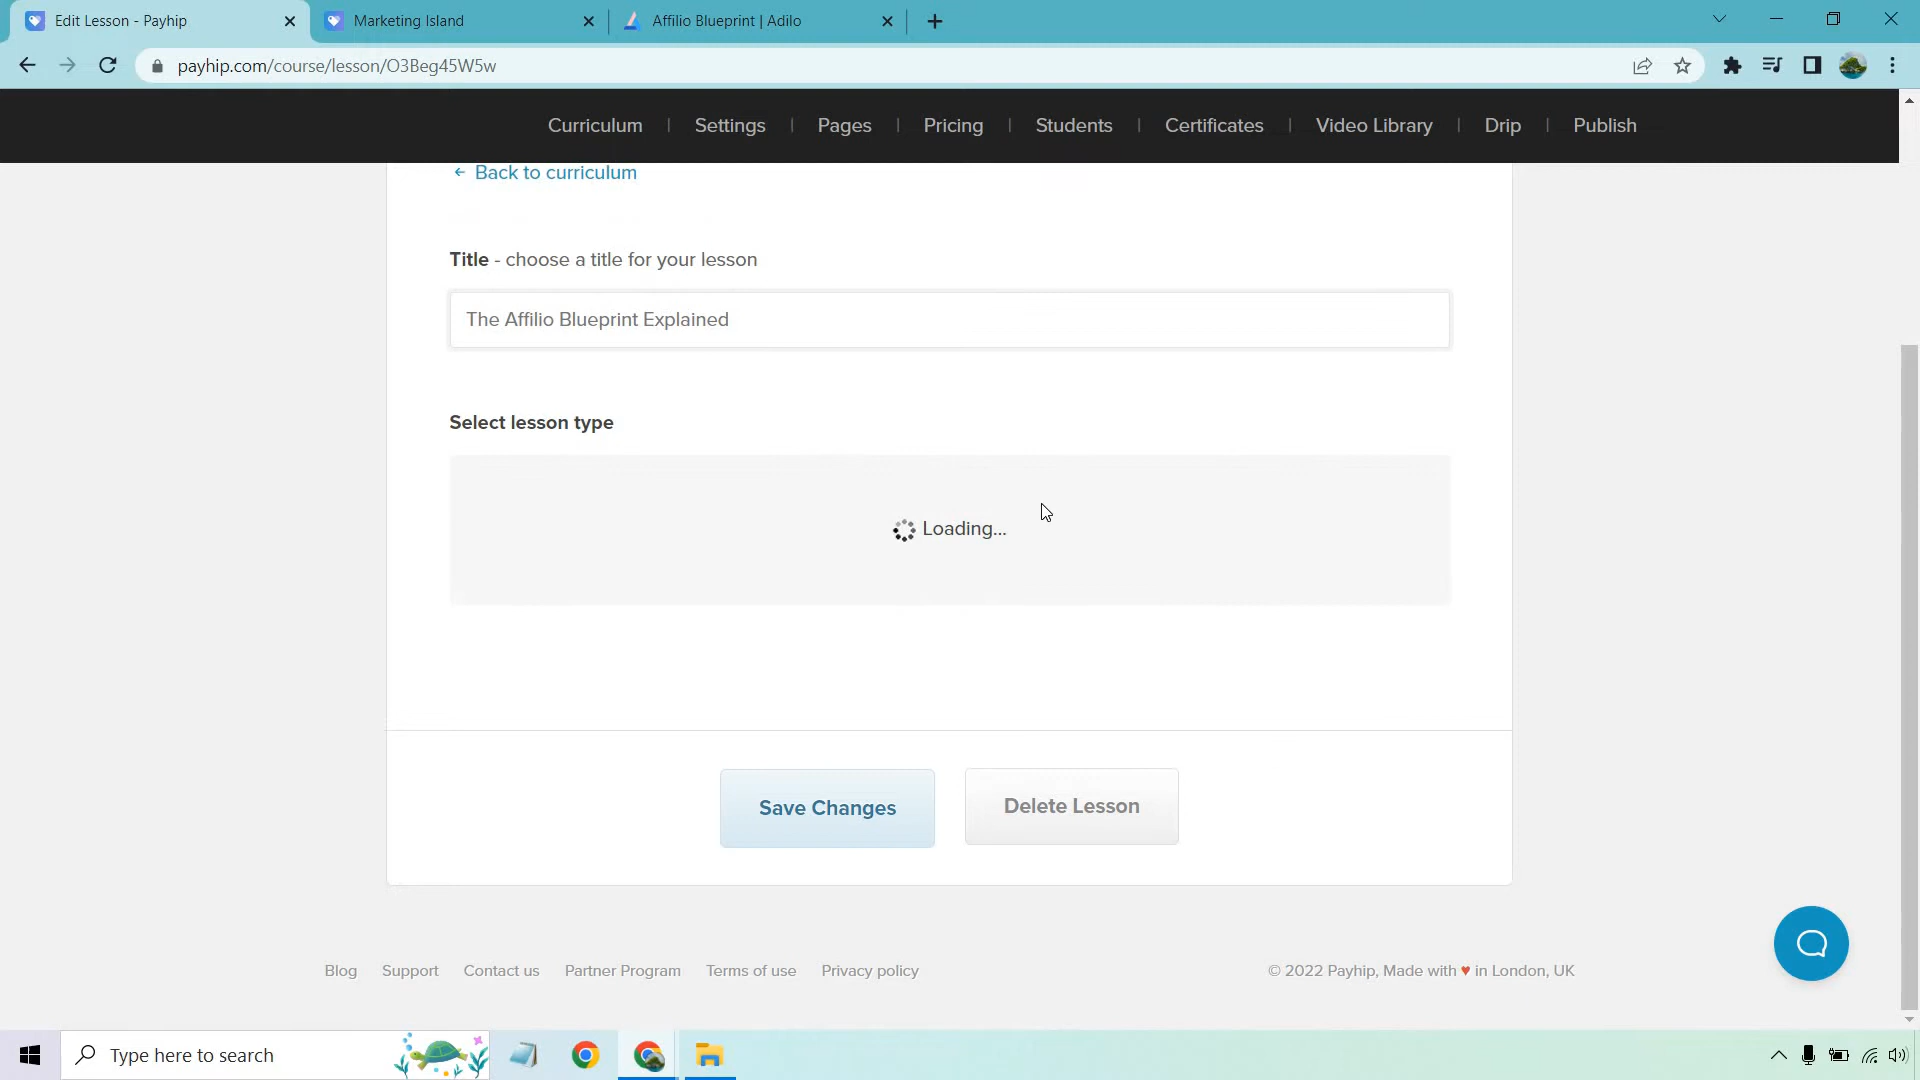 Edit Lesson - Payhip
Marketing Island
Affilio Blueprint | Adilo
payhip.com/course/lesson/O3Beg45W5w
Curriculum | Settings | Pages | Pricing | Students | Certificates | Video Library | Drip | Publish
← Back to curriculum
Title - choose a title for your lesson
The Affilio Blueprint Explained
Select lesson type
Loading...
Save Changes
Delete Lesson
Blog Support Contact us Partner Program Terms of use Privacy policy
© 2022 Payhip, Made with ♥ in London, UK
Type here to search